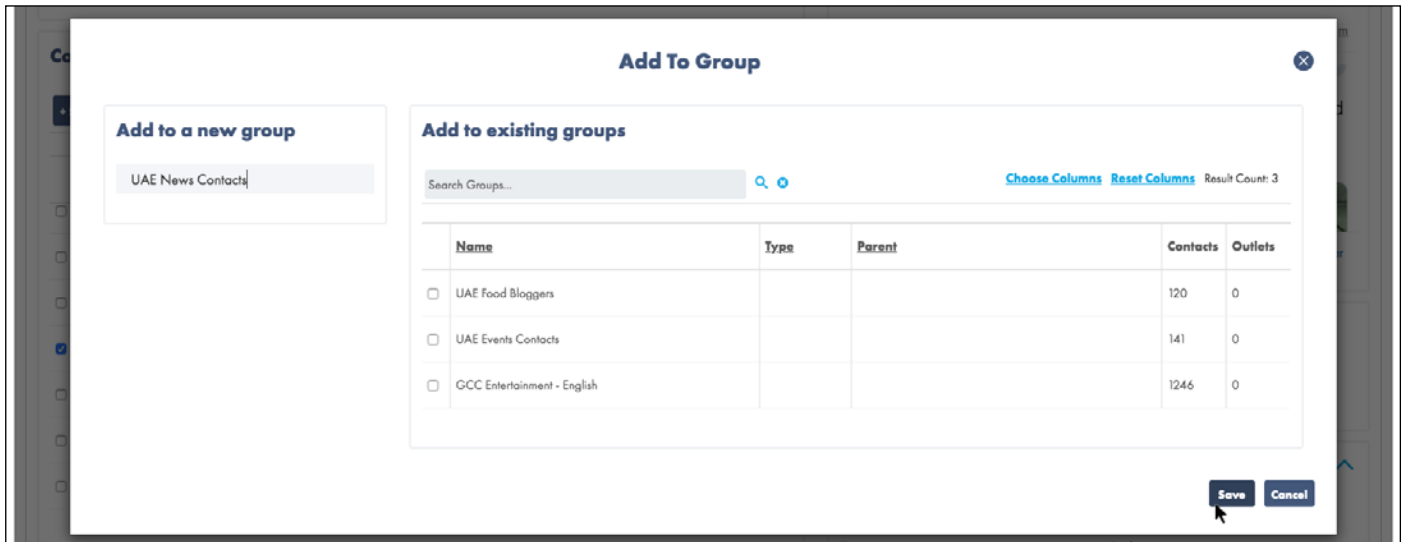 Add To Group
Add to a new group
UAE News Contacts
Add to existing groups
Search Groups...
Choose Columns Reset Columns Result Count: 3
Name Type Parent Contacts Outlets
UAE Food Bloggers 120 0
UAE Events Contacts 141 0
GCC Entertainment - English 1246 0
Save Cancel